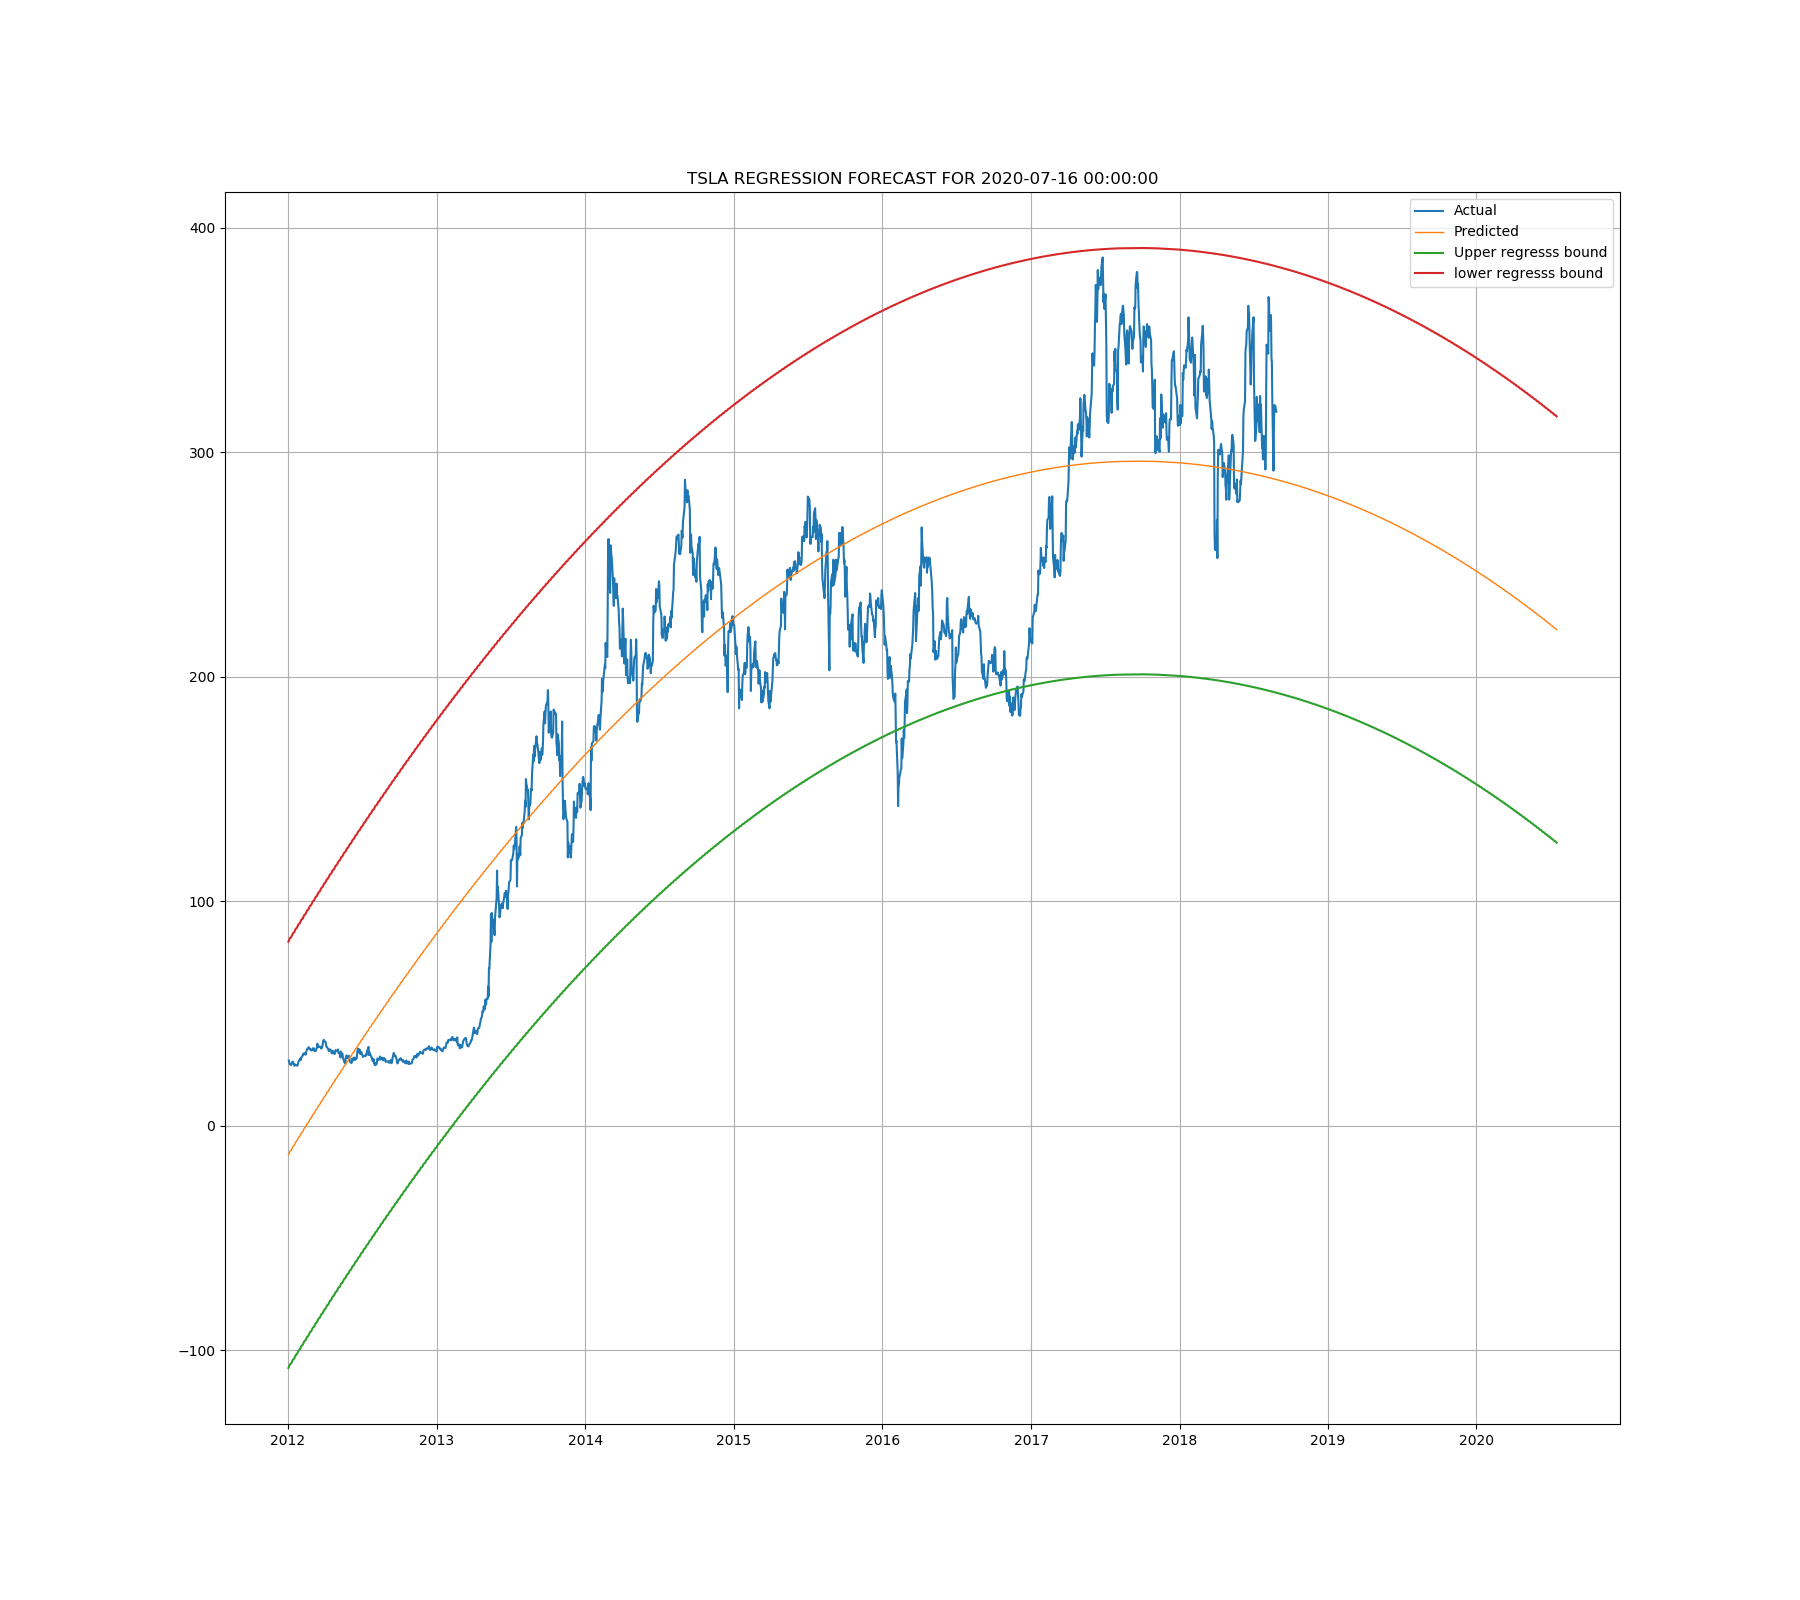 TSLA REGRESSION FORECAST FOR 2020-07-16 00:00:00
Actual
Predicted
Upper regresss bound
lower regresss bound
400
300
200
100
0
−100
2012 2013 2014 2015 2016 2017 2018 2019 2020